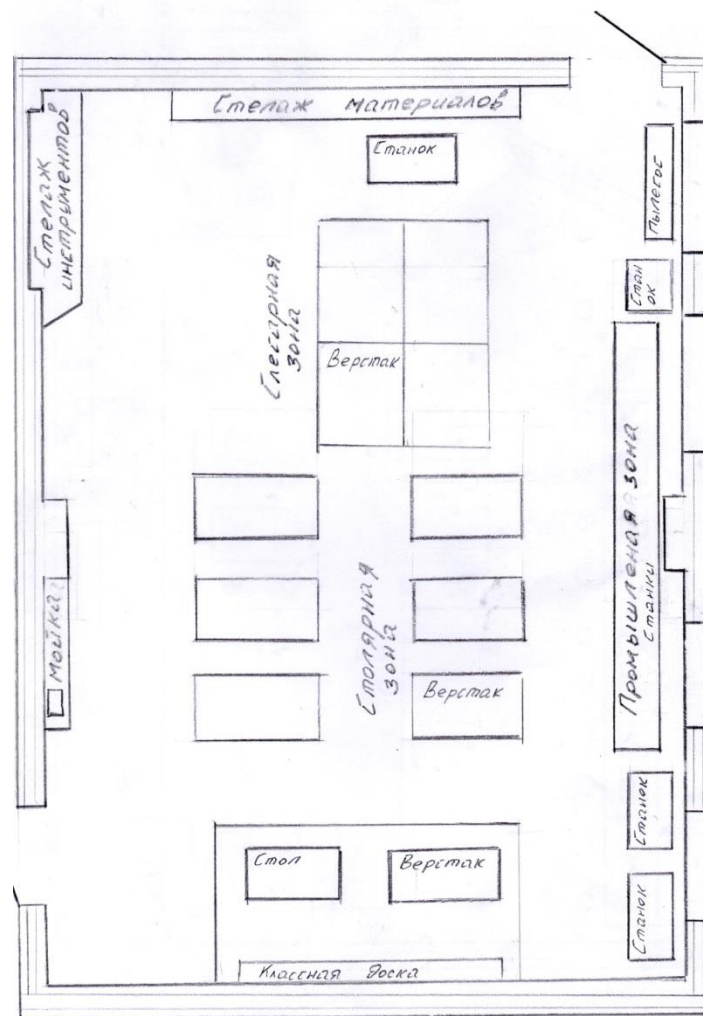 Стелаж материалов
Станок
Стелаж
инструментов
Пылесос
Стан
ок
Слесарная
зона
Верстак
Промышленая зона
Станки
Мойка
Столярная
зона
Верстак
Станок
Стол
Верстак
Станок
Классная доска